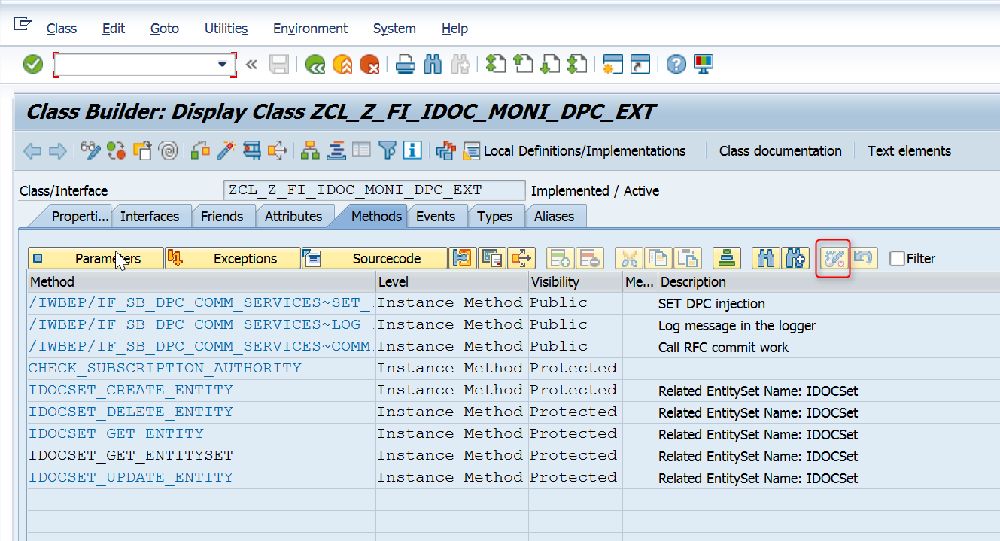 Class Edit Goto Utilities Environment System Help
Class Builder: Display Class ZCL_Z_FI_IDOC_MONI_DPC_EXT
Local Definitions/Implementations Class documentation Text elements
Class/Interface ZCL_Z_FI_IDOC_MONI_DPC_EXT Implemented / Active
Properti... Interfaces Friends Attributes Methods Events Types Aliases
Parameters Exceptions Sourcecode Filter
Method Level Visibility Me... Description
/IWBEP/IF_SB_DPC_COMM_SERVICES~SET_... Instance Method Public SET DPC injection
/IWBEP/IF_SB_DPC_COMM_SERVICES~LOG_... Instance Method Public Log message in the logger
/IWBEP/IF_SB_DPC_COMM_SERVICES~COMM... Instance Method Public Call RFC commit work
CHECK_SUBSCRIPTION_AUTHORITY Instance Method Protected
IDOCSET_CREATE_ENTITY Instance Method Protected Related EntitySet Name: IDOCSet
IDOCSET_DELETE_ENTITY Instance Method Protected Related EntitySet Name: IDOCSet
IDOCSET_GET_ENTITY Instance Method Protected Related EntitySet Name: IDOCSet
IDOCSET_GET_ENTITYSET Instance Method Protected Related EntitySet Name: IDOCSet
IDOCSET_UPDATE_ENTITY Instance Method Protected Related EntitySet Name: IDOCSet